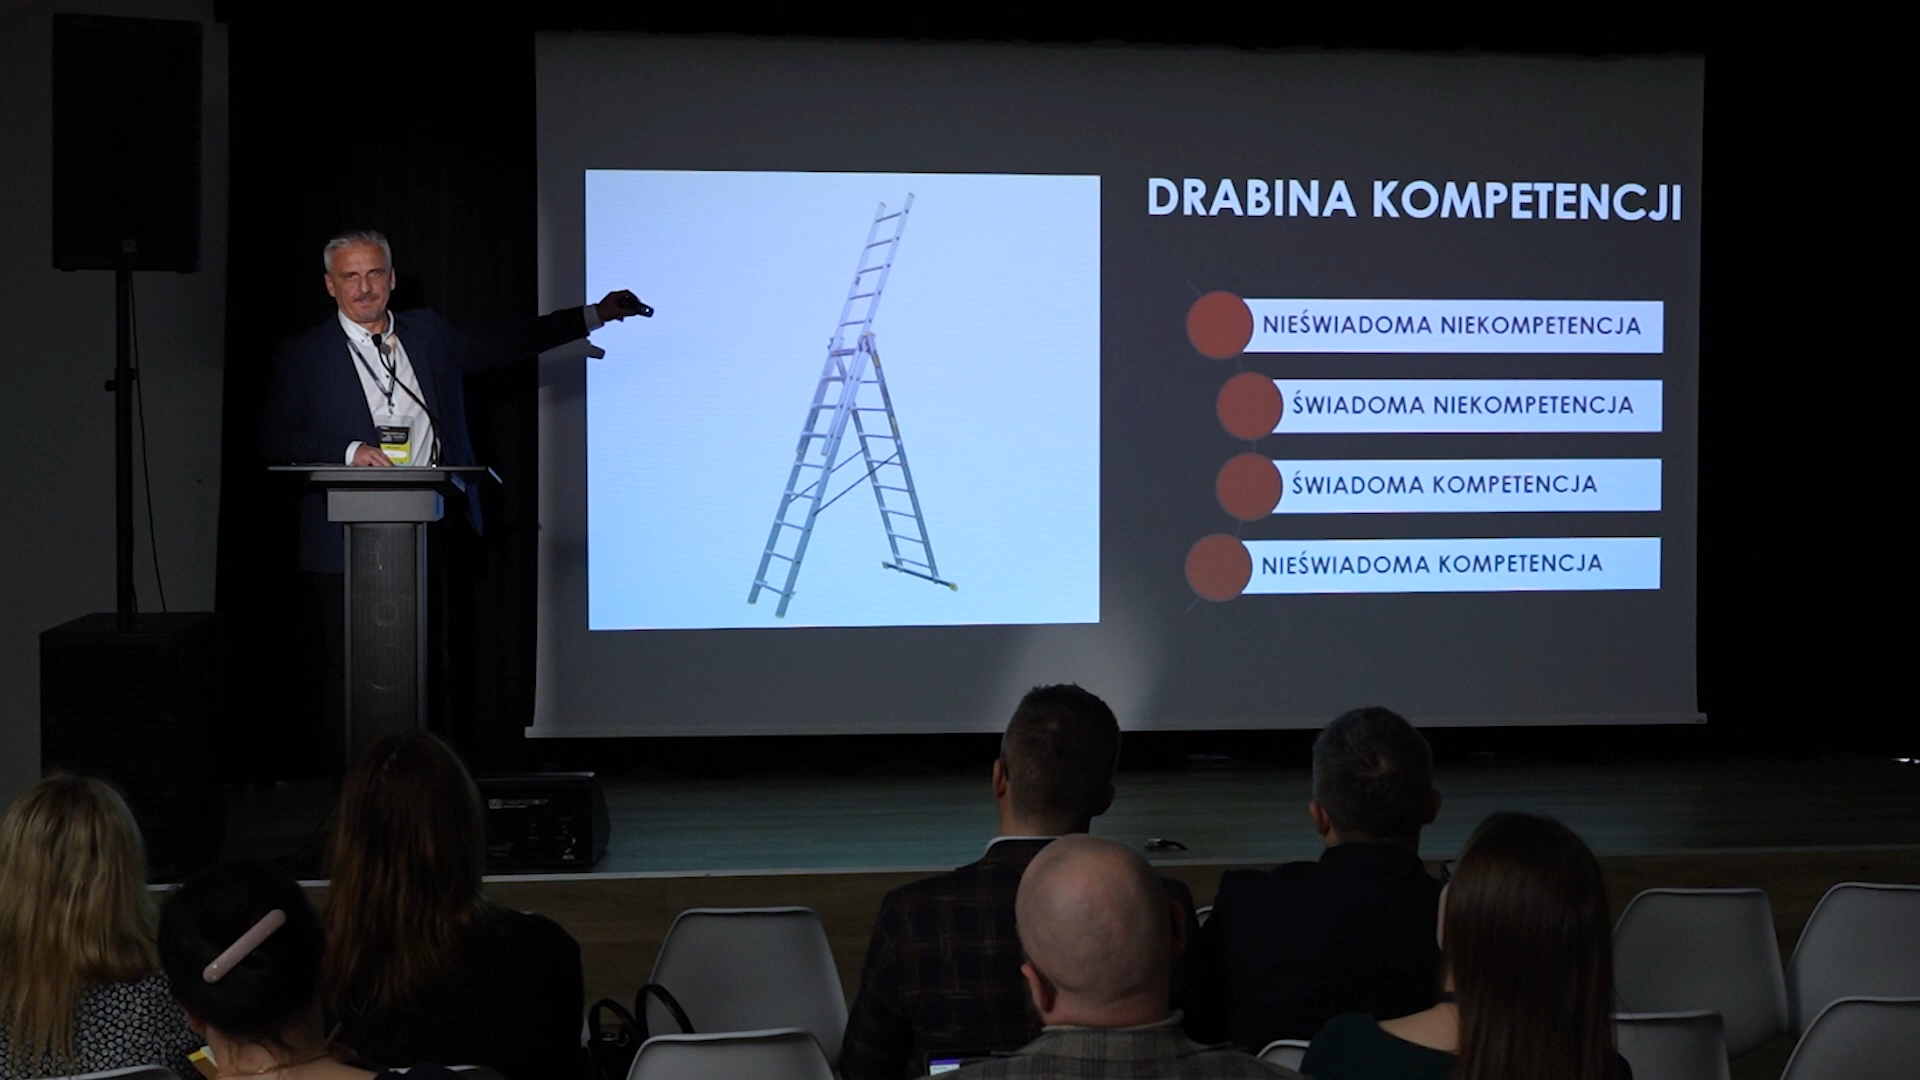 DRABINA KOMPETENCJI
NIEŚWIADOMA NIEKOMPETENCJA
ŚWIADOMA NIEKOMPETENCJA
ŚWIADOMA KOMPETENCJA
NIEŚWIADOMA KOMPETENCJA